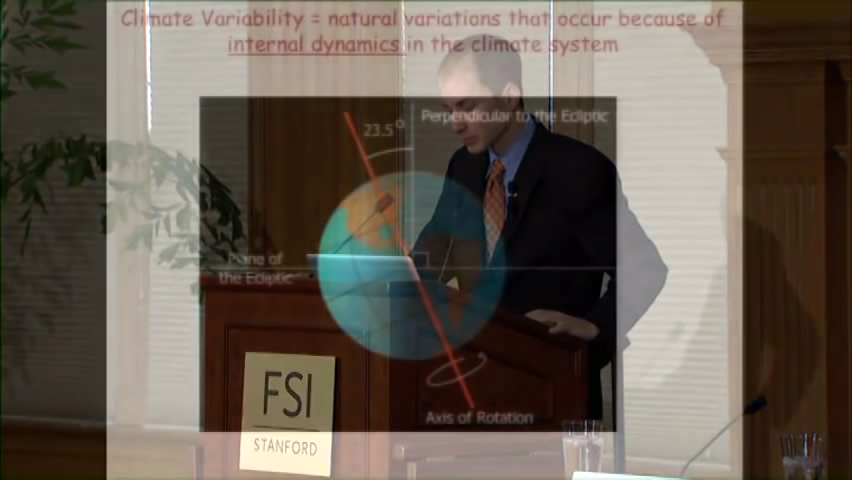 Climate Variability = natural variations that occur because of
internal dynamics in the climate system
23.5°
Perpendicular to the Ecliptic
Plane of
the Ecliptic
Axis of Rotation
FSI
STANFORD